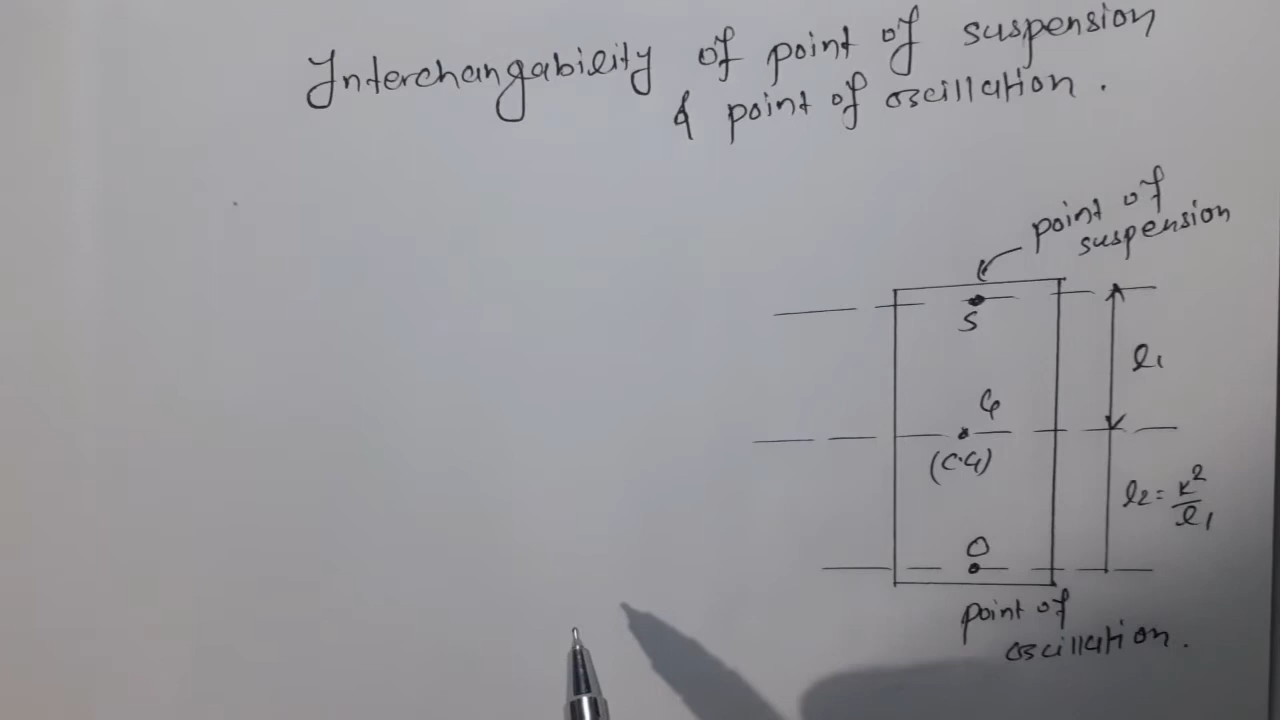 Interchangability of point of suspension
& point of oscillation.
point of
suspension
S
l1
G
(C.G)
l2 = K²/l1
O
point of
oscillation.